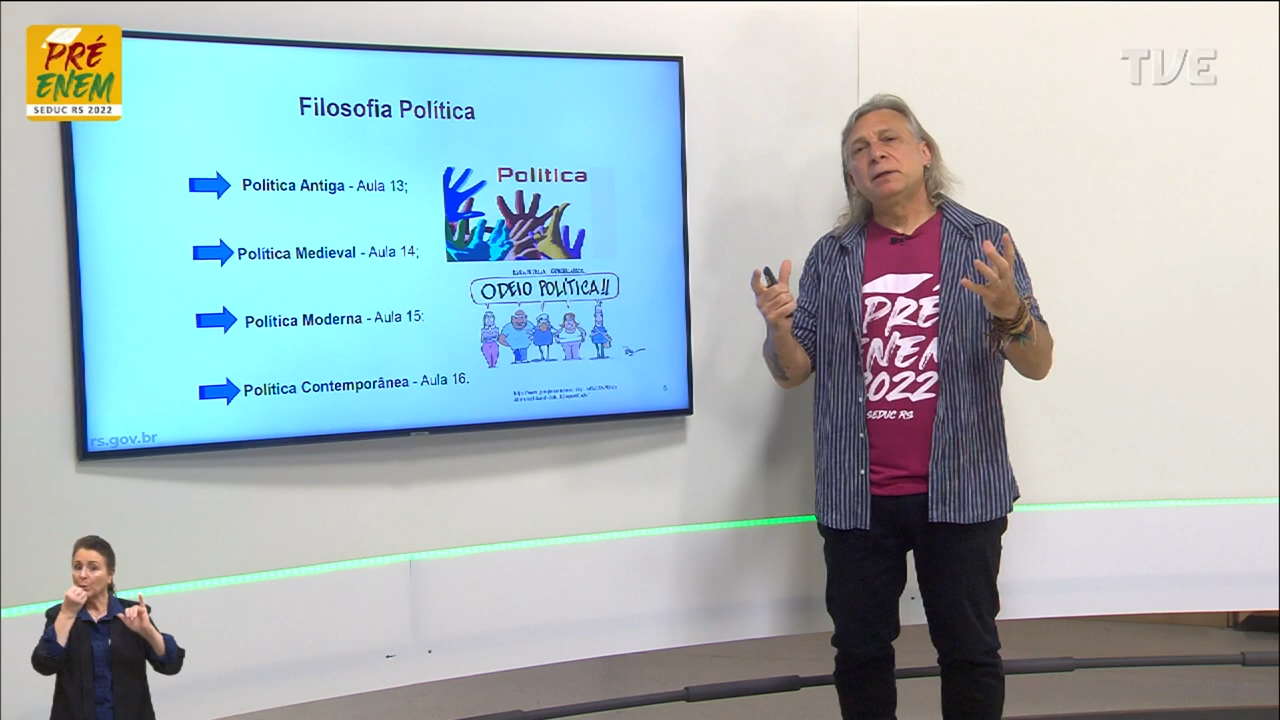 PRÉ
ENEM
SEDUC RS 2022
TVE
Filosofia Política
Política Antiga - Aula 13;
Política Medieval - Aula 14;
Política Moderna - Aula 15;
Política Contemporânea - Aula 16.
Política
ODEIO POLÍTICA!!
5
rs.gov.br
PRÉ
ENEM
2022
SEDUC RS